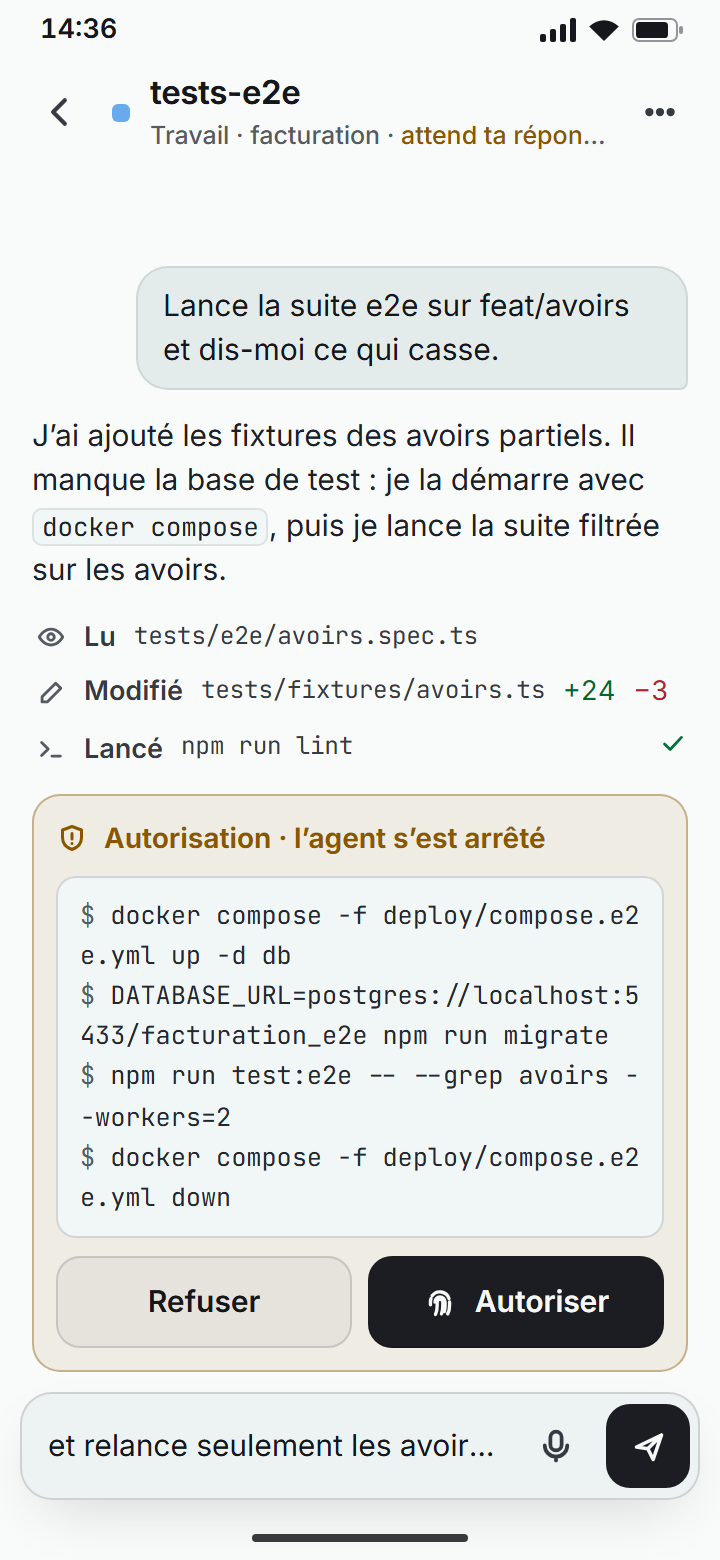 14:36
tests-e2e
Travail · facturation · attend ta répon…
Lance la suite e2e sur feat/avoirs
et dis-moi ce qui casse.
J’ai ajouté les fixtures des avoirs partiels. Il
manque la base de test : je la démarre avec
docker compose, puis je lance la suite filtrée
sur les avoirs.
Lu tests/e2e/avoirs.spec.ts
Modifié tests/fixtures/avoirs.ts +24 −3
Lancé npm run lint
Autorisation · l’agent s’est arrêté
$ docker compose -f deploy/compose.e2
e.yml up -d db
$ DATABASE_URL=postgres://localhost:5
433/facturation_e2e npm run migrate
$ npm run test:e2e -- --grep avoirs -
-workers=2
$ docker compose -f deploy/compose.e2
e.yml down
Refuser
Autoriser
et relance seulement les avoir…